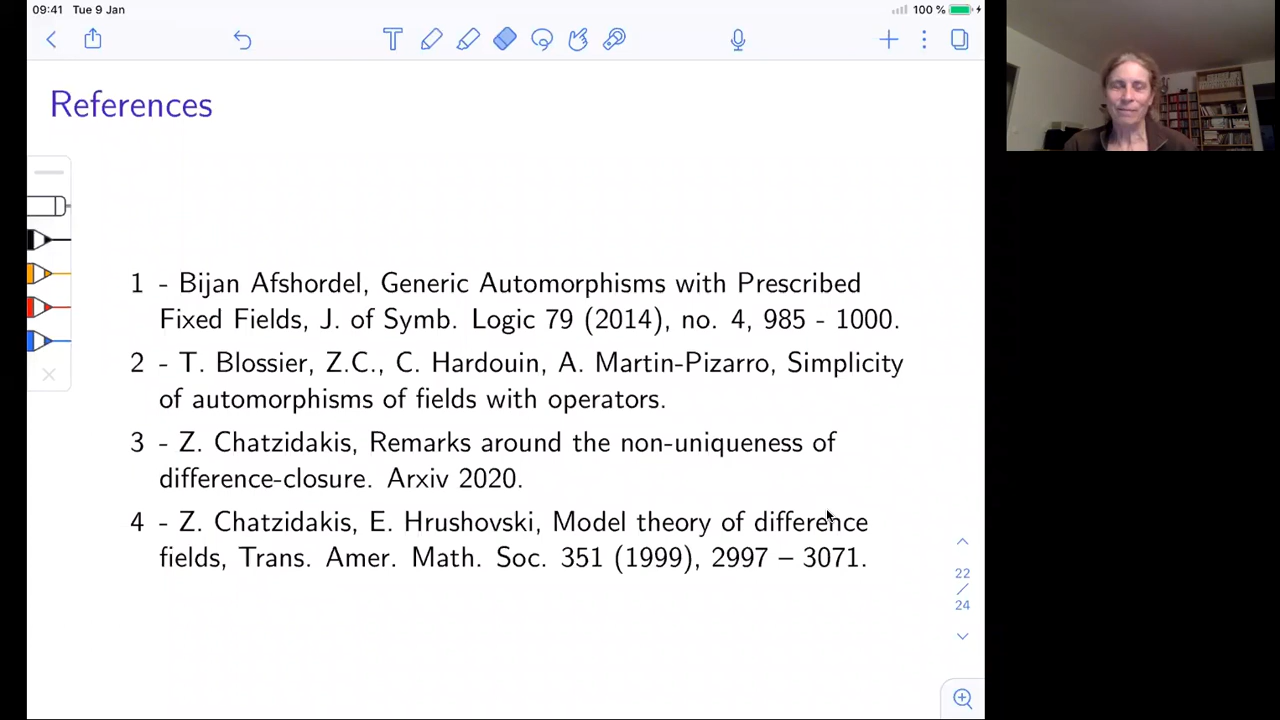 09:41 Tue 9 Jan
100 %
References
1 - Bijan Afshordel, Generic Automorphisms with Prescribed
Fixed Fields, J. of Symb. Logic 79 (2014), no. 4, 985 - 1000.
2 - T. Blossier, Z.C., C. Hardouin, A. Martin-Pizarro, Simplicity
of automorphisms of fields with operators.
3 - Z. Chatzidakis, Remarks around the non-uniqueness of
difference-closure. Arxiv 2020.
4 - Z. Chatzidakis, E. Hrushovski, Model theory of difference
fields, Trans. Amer. Math. Soc. 351 (1999), 2997 – 3071.
22
/
24